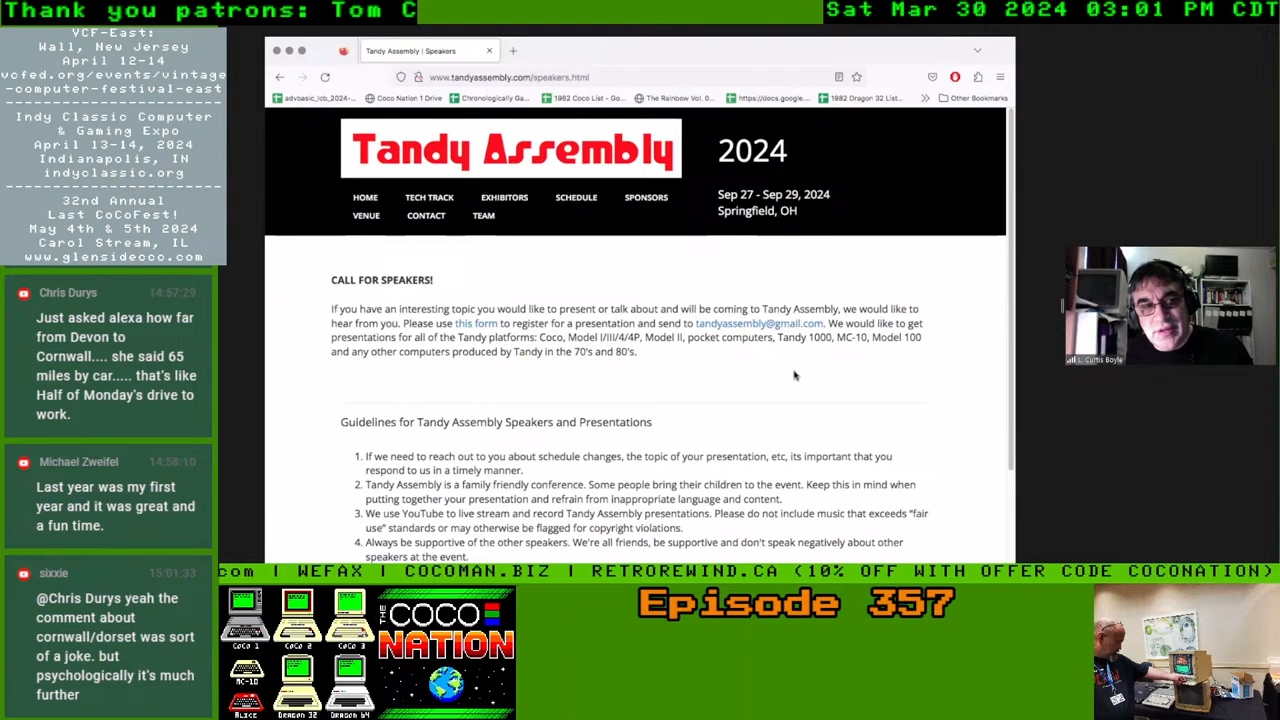 Thank you patrons: Tom C
Sat Mar 30 2024 03:01 PM CDT
VCF-East:
Wall, New Jersey
April 12-14
vcfed.org/events/vintage
-computer-festival-east
------------------------
Indy Classic Computer
& Gaming Expo
April 13-14, 2024
Indianapolis, IN
indyclassic.org
------------------------
32nd Annual
Last CoCoFest!
May 4th & 5th 2024
Carol Stream, IL
www.glensideccc.com
Chris Durys 14:57:29
Just asked alexa how far
from devo to
Cornwall.... she said 65
miles by car..... that's like
Half of Monday's drive to
work.
Michael Zweifel 14:58:10
Last year was my first
year and it was great and
a fun time.
sixxie 15:01:33
@Chris Durys yeah the
comment about
cornwall/dorset was sort
of a joke. but
psychologically it's much
further
Tandy Assembly | Speakers
www.tandyassembly.com/speakers.html
advbasic_lcb_2024-...
Coco Nation 1 Drive
Chronologically Ga...
1982 Coco List - Go...
The Rainbow Vol. 0...
https://docs.google....
1982 Dragon 32 List...
Other Bookmarks
Tandy Assembly
2024
Sep 27 - Sep 29, 2024
Springfield, OH
HOME TECH TRACK EXHIBITORS SCHEDULE SPONSORS
VENUE CONTACT TEAM
CALL FOR SPEAKERS!
If you have an interesting topic you would like to present or talk about and will be coming to Tandy Assembly, we would like to
hear from you. Please use this form to register for a presentation and send to tandyassembly@gmail.com. We would like to get
presentations for all of the Tandy platforms: Coco, Model I/III/4/4P, Model II, pocket computers, Tandy 1000, MC-10, Model 100
and any other computers produced by Tandy in the 70's and 80's.
Guidelines for Tandy Assembly Speakers and Presentations
1. If we need to reach out to you about schedule changes, the topic of your presentation, etc, its important that you
respond to us in a timely manner.
2. Tandy Assembly is a family friendly conference. Some people bring their children to the event. Keep this in mind when
putting together your presentation and refrain from inappropriate language and content.
3. We use YouTube to live stream and record Tandy Assembly presentations. Please do not include music that exceeds "fair
use" standards or may otherwise be flagged for copyright violations.
4. Always be supportive of the other speakers. We're all friends, be supportive and don't speak negatively about other
speakers at the event.
L. Curtis Boyle
com | WEFAX | COCOMAN.BIZ | RETROREWIND.CA (10% OFF WITH OFFER CODE COCONATION)
CoCo 1
CoCo 2
CoCo 3
MC-10
Alice
Dragon 32
Dragon 64
THE COCO
NATION
Episode 357